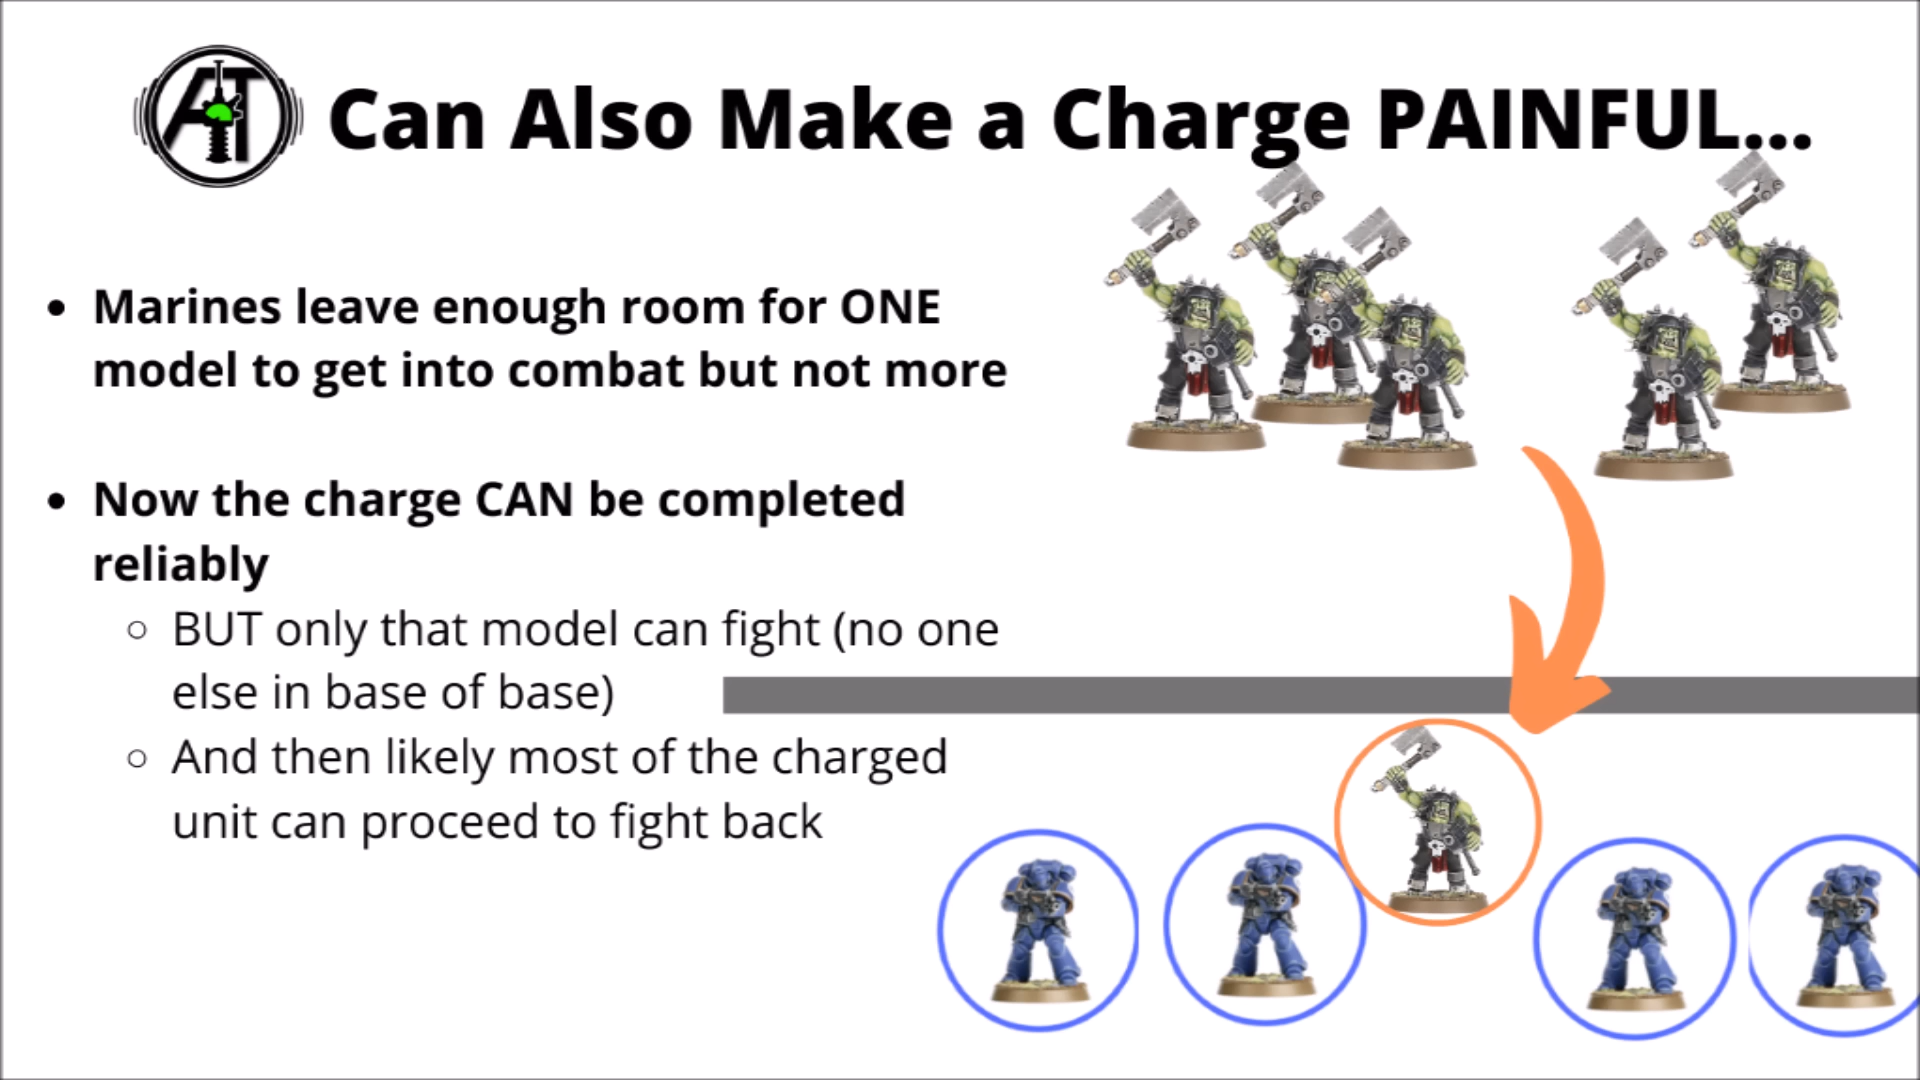 AT
Can Also Make a Charge PAINFUL...
• Marines leave enough room for ONE
model to get into combat but not more
• Now the charge CAN be completed
reliably
◦ BUT only that model can fight (no one
else in base of base)
◦ And then likely most of the charged
unit can proceed to fight back